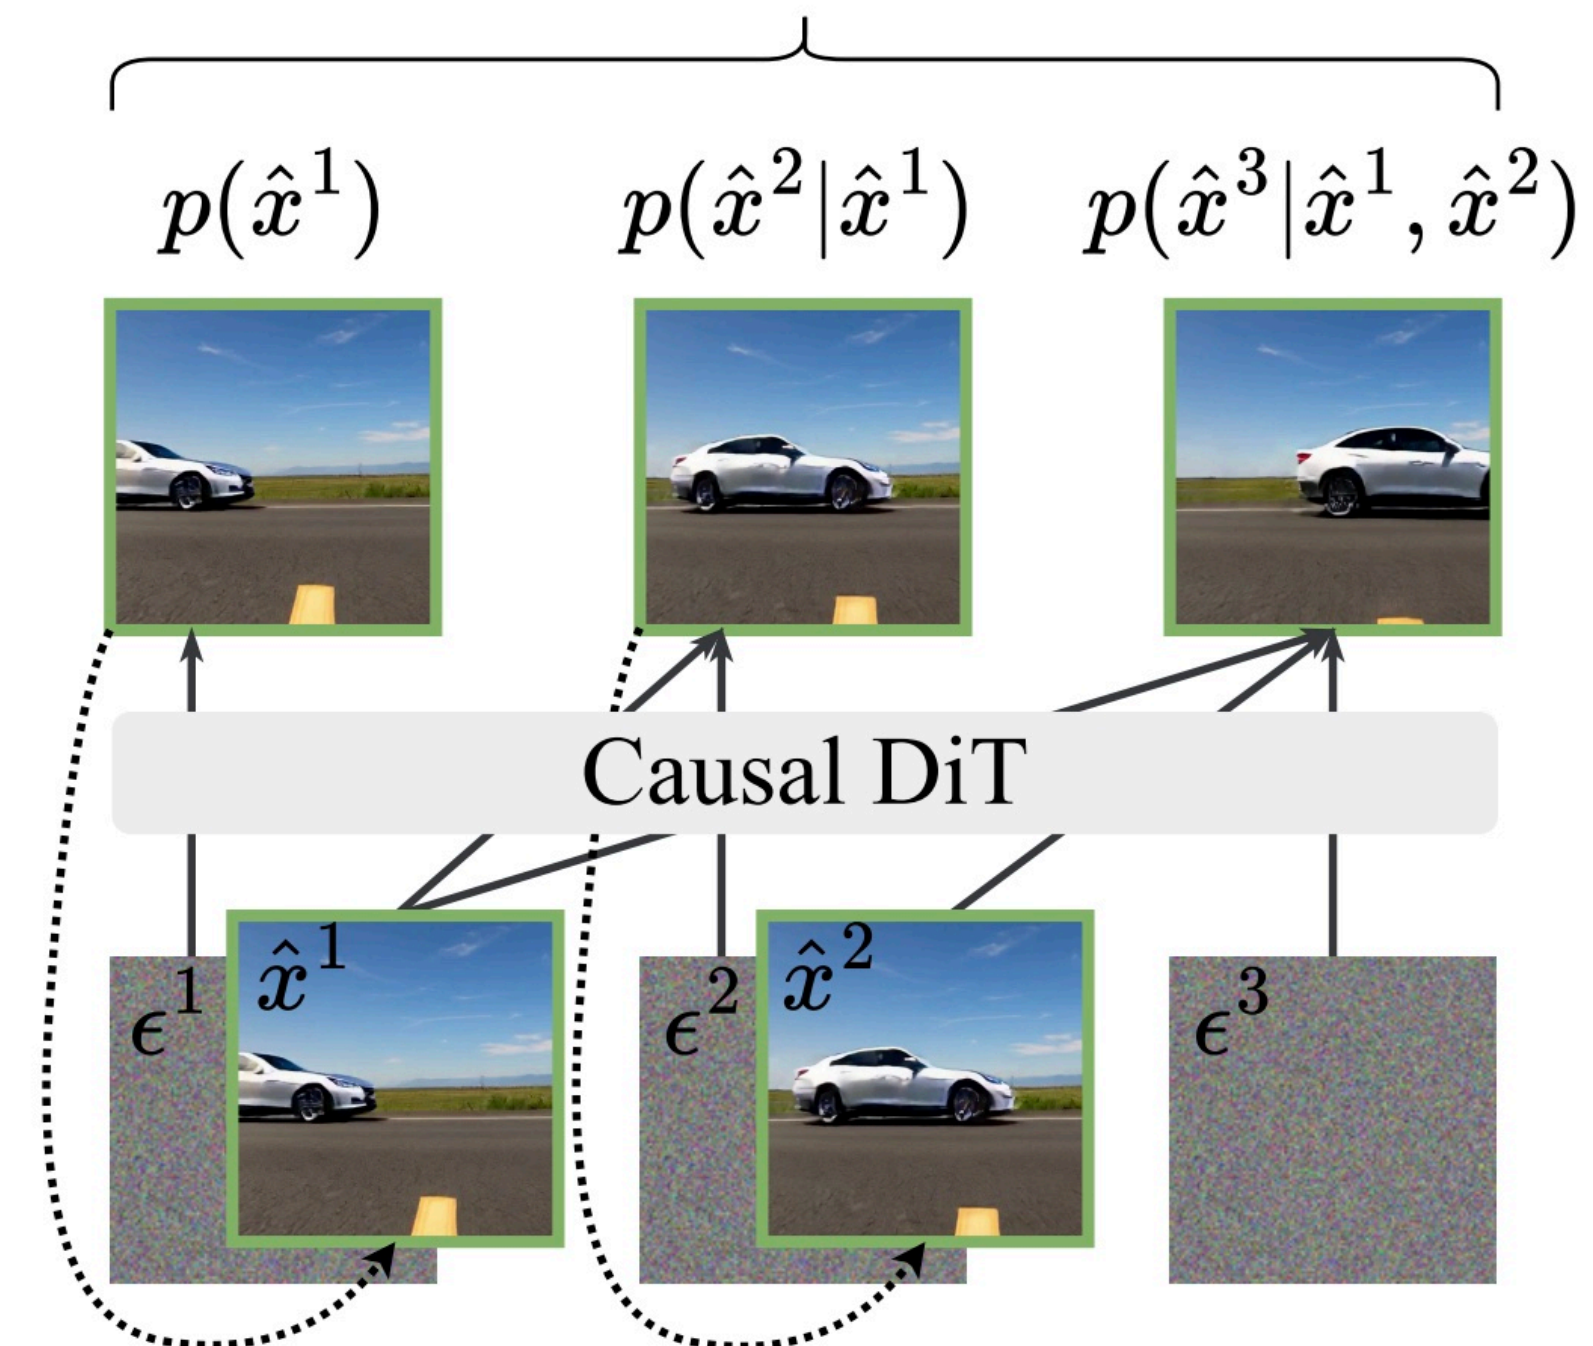 p(x̂¹) p(x̂²|x̂¹) p(x̂³|x̂¹, x̂²)
Causal DiT
ϵ¹ x̂¹ ϵ² x̂² ϵ³